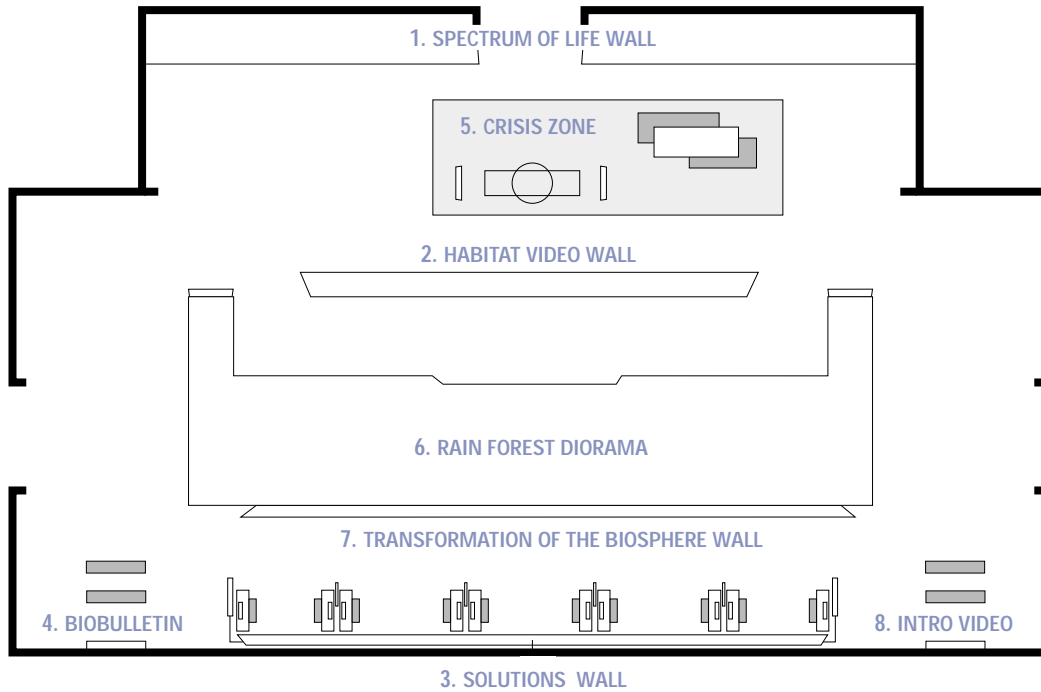 1. SPECTRUM OF LIFE WALL
5. CRISIS ZONE
2. HABITAT VIDEO WALL
6. RAIN FOREST DIORAMA
7. TRANSFORMATION OF THE BIOSPHERE WALL
4. BIOBULLETIN
8. INTRO VIDEO
3. SOLUTIONS WALL